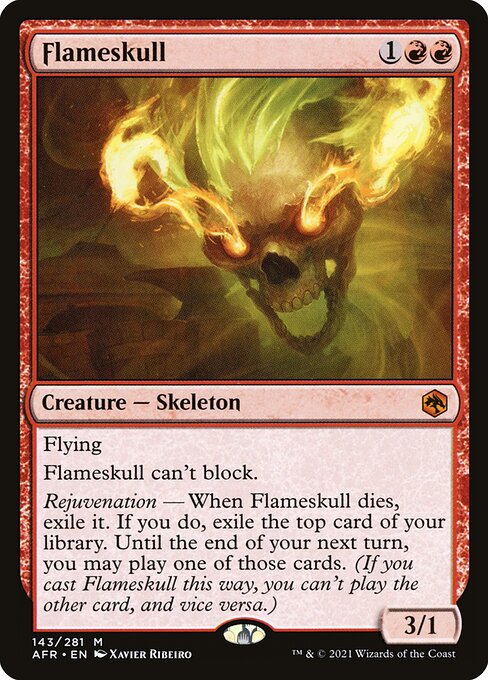 Flameskull 1
Creature — Skeleton
Flying
Flameskull can't block.
Rejuvenation — When Flameskull dies,
exile it. If you do, exile the top card of your
library. Until the end of your next turn,
you may play one of those cards. (If you
cast Flameskull this way, you can't play the
other card, and vice versa.)
3/1
143/281 M
AFR • EN Xavier Ribeiro
™ & © 2021 Wizards of the Coast